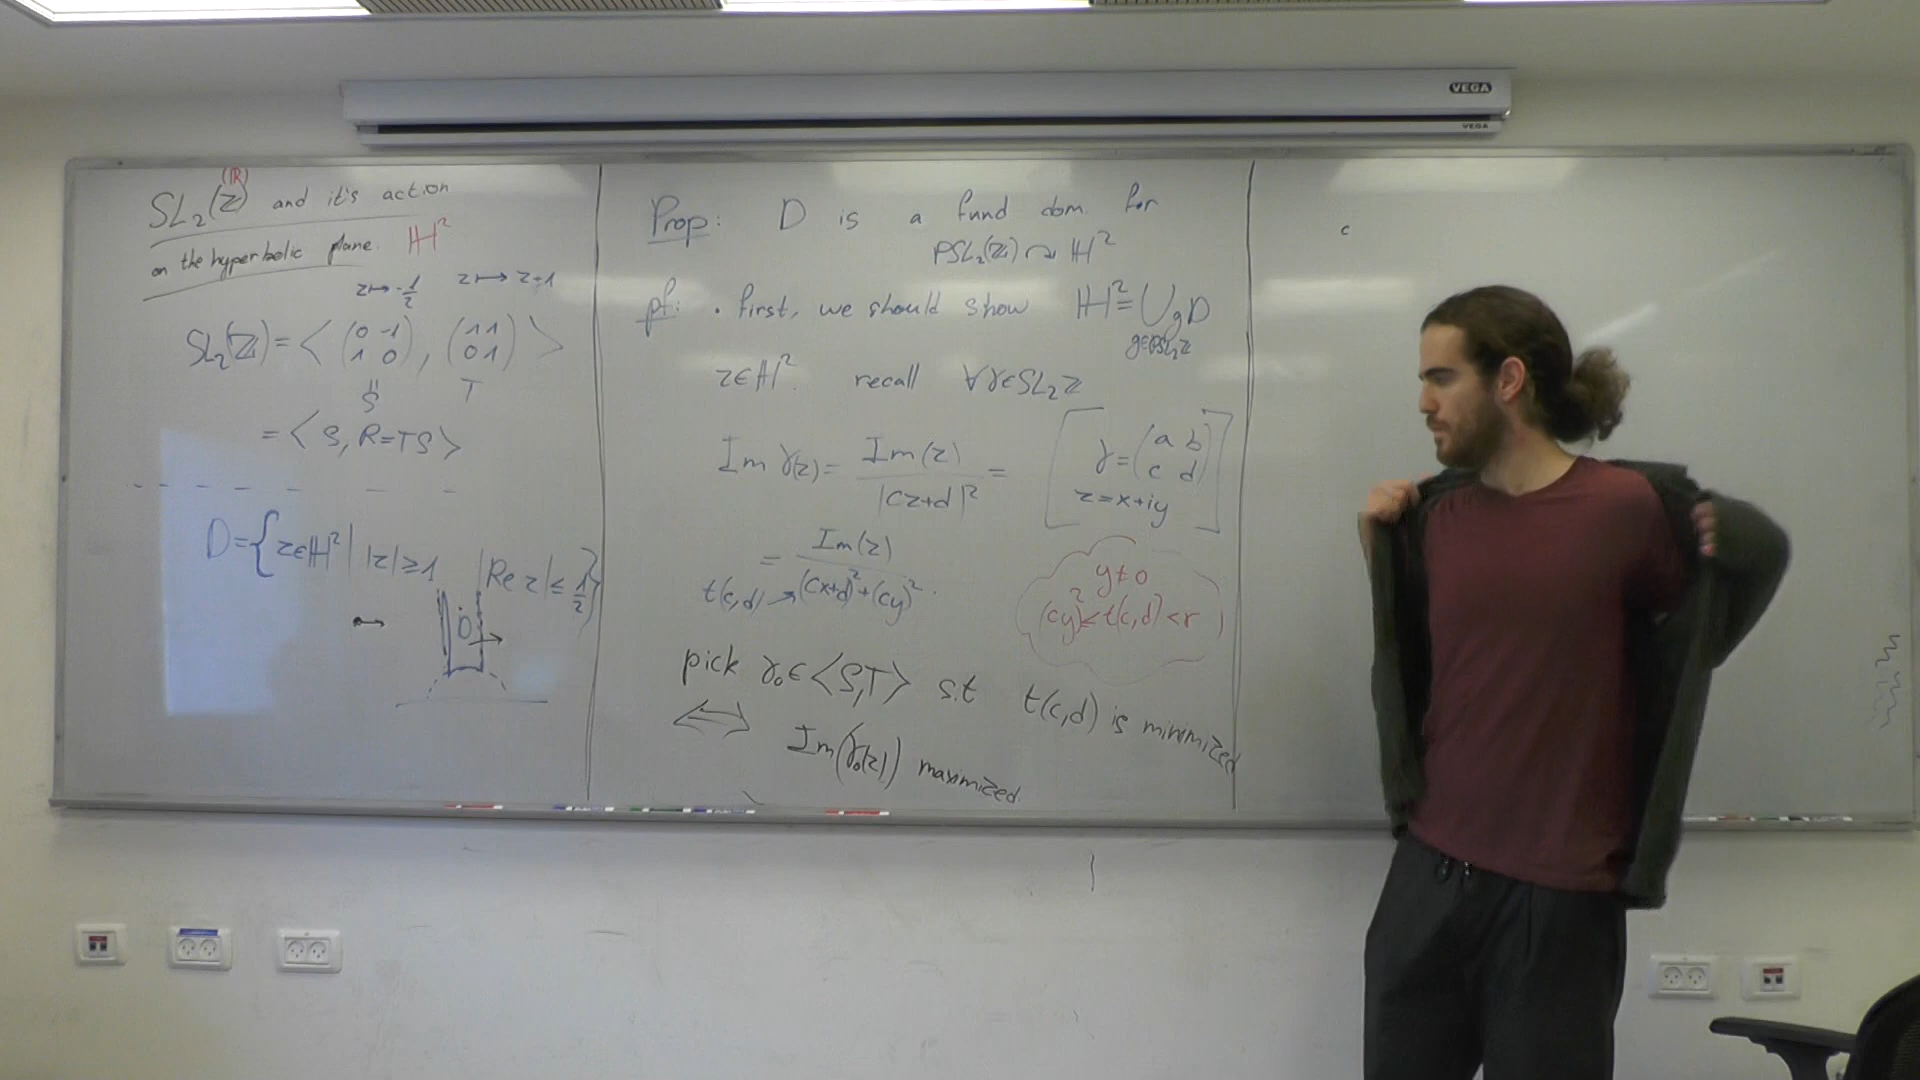 VEGA
VEGA
(ℝ)
SL₂(ℤ) and it's action
on the hyperbolic plane. ℍ²
z ↦ -1/z   z ↦ z+1
SL₂(ℤ) = < (0 -1; 1 0), (1 1; 0 1) >
S   T
= < S, R=TS >
D = { z∈ℍ² | |z| ≥ 1  |Re z| ≤ 1/2 }
D
Prop: D is a fund dom. for
PSL₂(ℤ) ↷ ℍ²
pf: · first, we should show ℍ² = ⋃ gD
g∈PSL₂ℤ
z∈ℍ². recall ∀γ∈SL₂ℤ
Im γ(z) = Im(z) / |cz+d|² =
[ γ = (a b; c d)
z = x+iy ]
= Im(z) / (cx+d)²+(cy)².
t(c,d) ↗
y≠0
(cy)² ≤ t(c,d) < r
pick γ₀ ∈ <S,T> s.t t(c,d) is minimized
⟺ Im(γ₀(z)) maximized.
c